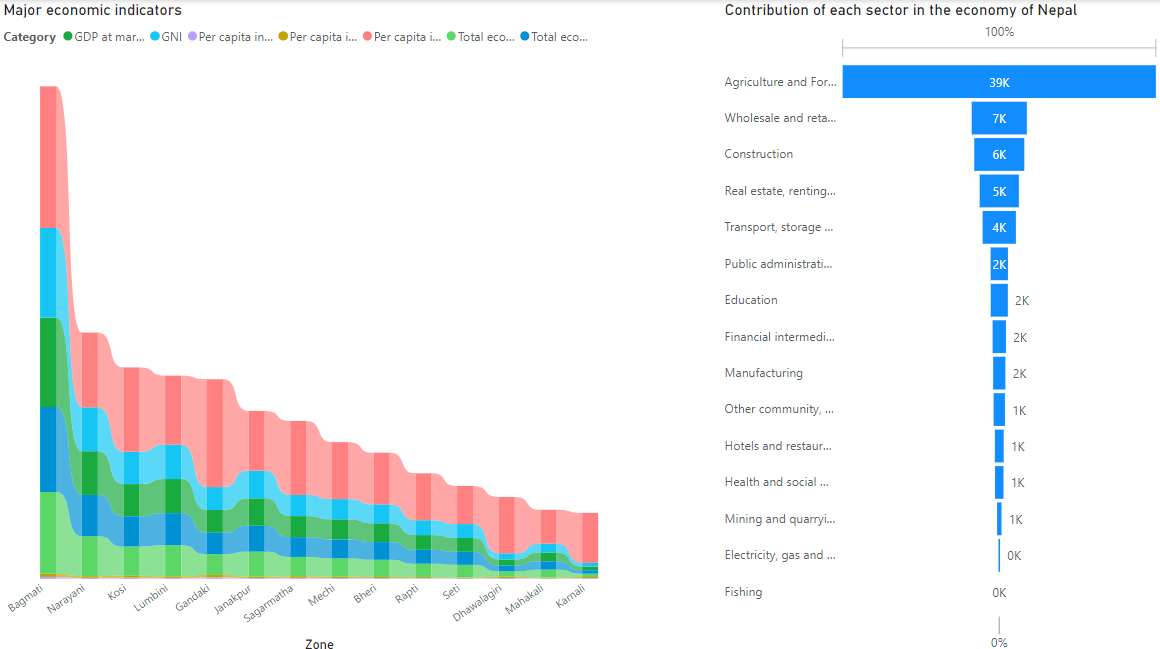 Major economic indicators
Category GDP at mar... GNI Per capita in... Per capita i... Per capita i... Total eco... Total eco...
Bagmati Narayani Kosi Lumbini Gandaki Janakpur Sagarmatha Mechi Bheri Rapti Seti Dhawalagiri Mahakali Karnali
Zone
Contribution of each sector in the economy of Nepal
100%
Agriculture and For... 39K
Wholesale and reta... 7K
Construction 6K
Real estate, renting... 5K
Transport, storage ... 4K
Public administrati... 2K
Education 2K
Financial intermedi... 2K
Manufacturing 2K
Other community, ... 1K
Hotels and restaur... 1K
Health and social ... 1K
Mining and quarryi... 1K
Electricity, gas and ... 0K
Fishing 0K
0%